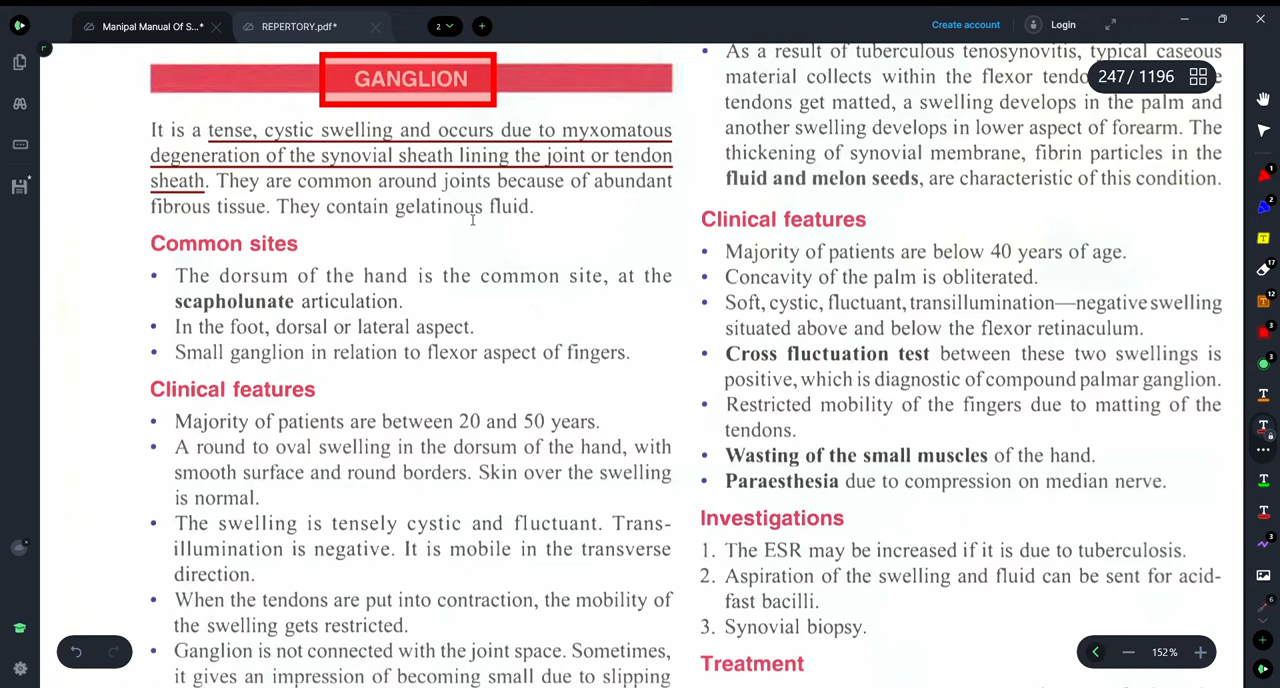 Manipal Manual Of S...*
REPERTORY.pdf*
2
Create account
Login
247 / 1196
GANGLION
It is a tense, cystic swelling and occurs due to myxomatous
degeneration of the synovial sheath lining the joint or tendon
sheath. They are common around joints because of abundant
fibrous tissue. They contain gelatinous fluid.
Common sites
• The dorsum of the hand is the common site, at the
scapholunate articulation.
• In the foot, dorsal or lateral aspect.
• Small ganglion in relation to flexor aspect of fingers.
Clinical features
• Majority of patients are between 20 and 50 years.
• A round to oval swelling in the dorsum of the hand, with
smooth surface and round borders. Skin over the swelling
is normal.
• The swelling is tensely cystic and fluctuant. Trans-
illumination is negative. It is mobile in the transverse
direction.
• When the tendons are put into contraction, the mobility of
the swelling gets restricted.
• Ganglion is not connected with the joint space. Sometimes,
it gives an impression of becoming small due to slipping
• As a result of tuberculous tenosynovitis, typical caseous
material collects within the flexor tendo
tendons get matted, a swelling develops in the palm and
another swelling develops in lower aspect of forearm. The
thickening of synovial membrane, fibrin particles in the
fluid and melon seeds, are characteristic of this condition.
Clinical features
• Majority of patients are below 40 years of age.
• Concavity of the palm is obliterated.
• Soft, cystic, fluctuant, transillumination—negative swelling
situated above and below the flexor retinaculum.
• Cross fluctuation test between these two swellings is
positive, which is diagnostic of compound palmar ganglion.
• Restricted mobility of the fingers due to matting of the
tendons.
• Wasting of the small muscles of the hand.
• Paraesthesia due to compression on median nerve.
Investigations
1. The ESR may be increased if it is due to tuberculosis.
2. Aspiration of the swelling and fluid can be sent for acid-
fast bacilli.
3. Synovial biopsy.
Treatment
152%
1
2
T
17
12
3
3
T
T
T
T
3
6